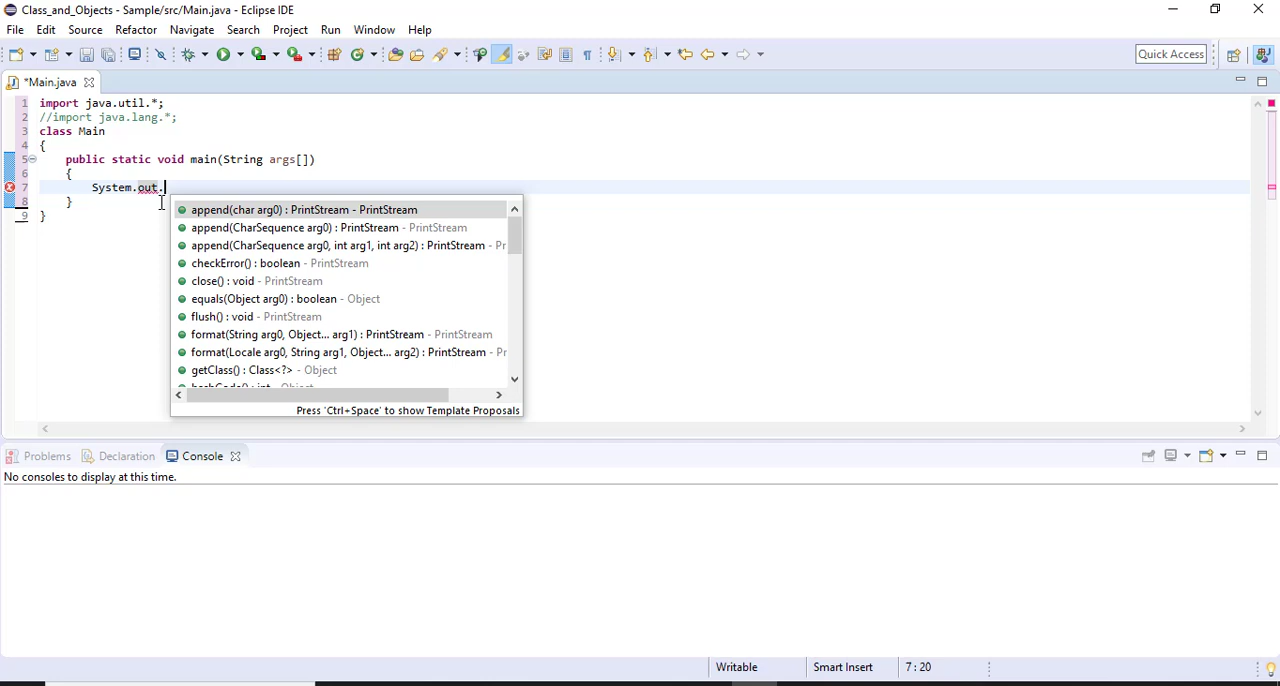 Class_and_Objects - Sample/src/Main.java - Eclipse IDE
File Edit Source Refactor Navigate Search Project Run Window Help
Quick Access
*Main.java
1 import java.util.*;
2 //import java.lang.*;
3 class Main
4 {
5 public static void main(String args[])
6 {
7 System.out.
8 }
9 }
append(char arg0) : PrintStream - PrintStream
append(CharSequence arg0) : PrintStream - PrintStream
append(CharSequence arg0, int arg1, int arg2) : PrintStream - Pr
checkError() : boolean - PrintStream
close() : void - PrintStream
equals(Object arg0) : boolean - Object
flush() : void - PrintStream
format(String arg0, Object... arg1) : PrintStream - PrintStream
format(Locale arg0, String arg1, Object... arg2) : PrintStream - Pr
getClass() : Class<?> - Object
hashCode() : int - Object
Press 'Ctrl+Space' to show Template Proposals
Problems Declaration Console
No consoles to display at this time.
Writable Smart Insert 7 : 20